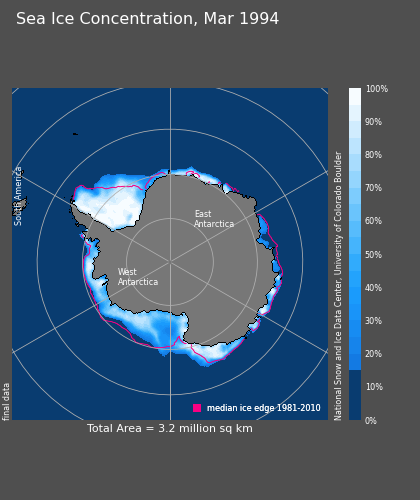 Sea Ice Concentration, Mar 1994
South America
East
Antarctica
West
Antarctica
median ice edge 1981-2010
final data
Total Area = 3.2 million sq km
100%
90%
80%
70%
60%
50%
40%
30%
20%
10%
0%
National Snow and Ice Data Center, University of Colorado Boulder